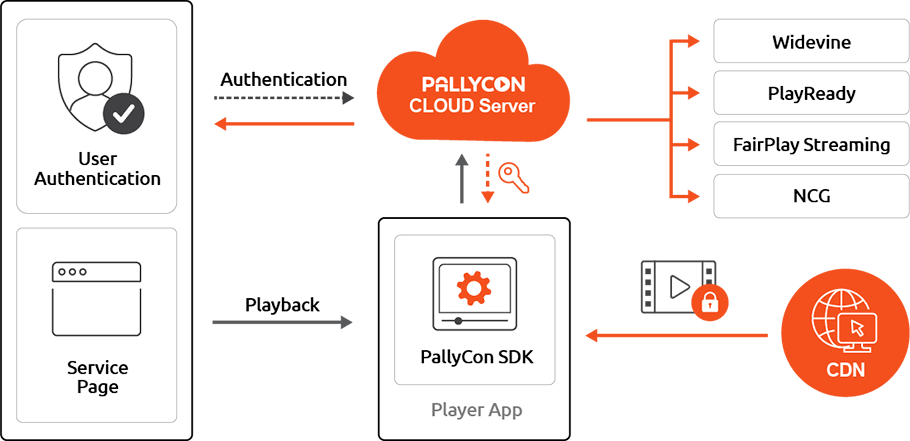 User
Authentication
Service
Page
Authentication
Playback
PALLYCON
CLOUD Server
PallyCon SDK
Player App
Widevine
PlayReady
FairPlay Streaming
NCG
CDN